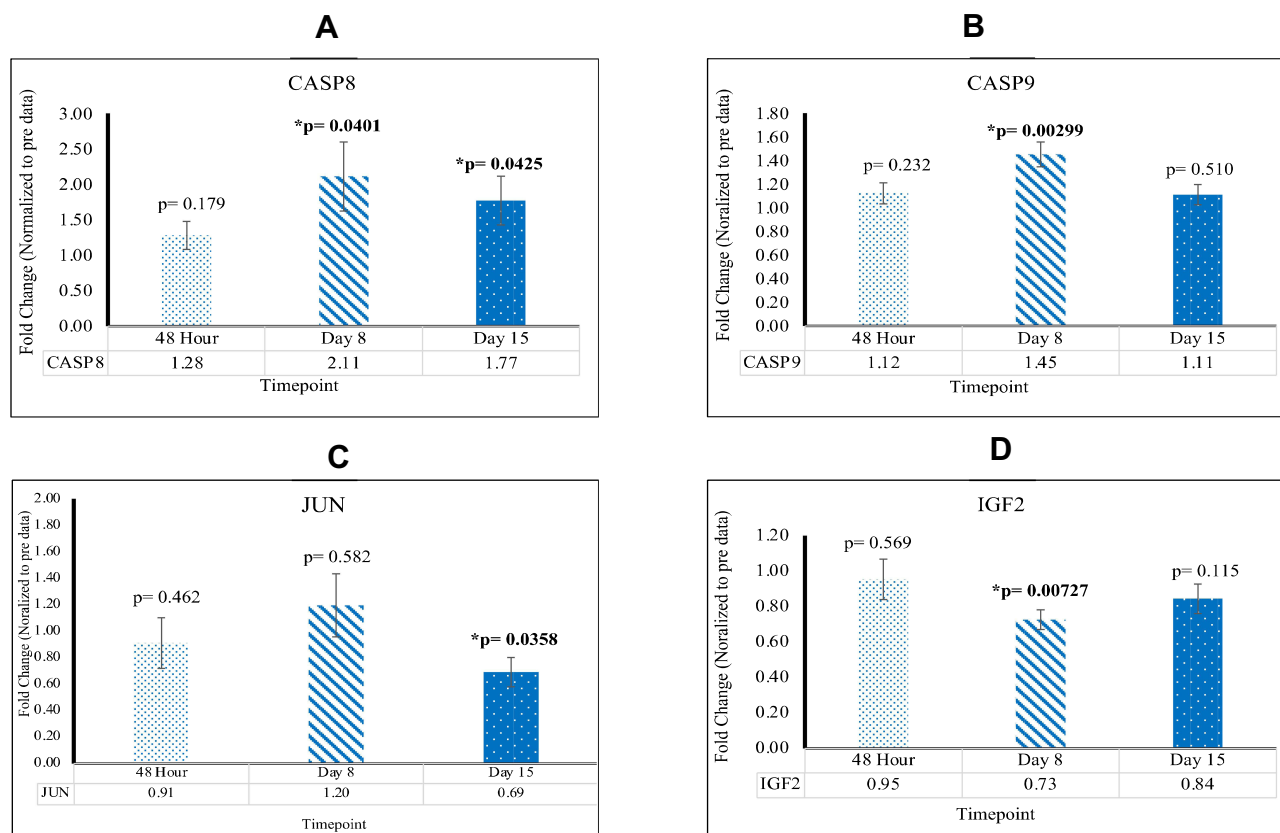 A
CASP8
Fold Change (Normalized to pre data)
3.00
2.50
2.00
1.50
1.00
0.50
0.00
p= 0.179
*p= 0.0401
*p= 0.0425
48 Hour Day 8 Day 15
CASP8 1.28 2.11 1.77
Timepoint
B
CASP9
Fold Change (Noralized to pre data)
1.80
1.60
1.40
1.20
1.00
0.80
0.60
0.40
0.20
0.00
p= 0.232
*p= 0.00299
p= 0.510
48 Hour Day 8 Day 15
CASP9 1.12 1.45 1.11
Timepoint
C
JUN
Fold Change (Noralized to pre data)
2.00
1.80
1.60
1.40
1.20
1.00
0.80
0.60
0.40
0.20
0.00
p= 0.462
p= 0.582
*p= 0.0358
48 Hour Day 8 Day 15
JUN 0.91 1.20 0.69
Timepoint
D
IGF2
Fold Change (Noralized to pre data)
1.20
1.00
0.80
0.60
0.40
0.20
0.00
p= 0.569
*p= 0.00727
p= 0.115
48 Hour Day 8 Day 15
IGF2 0.95 0.73 0.84
Timepoint